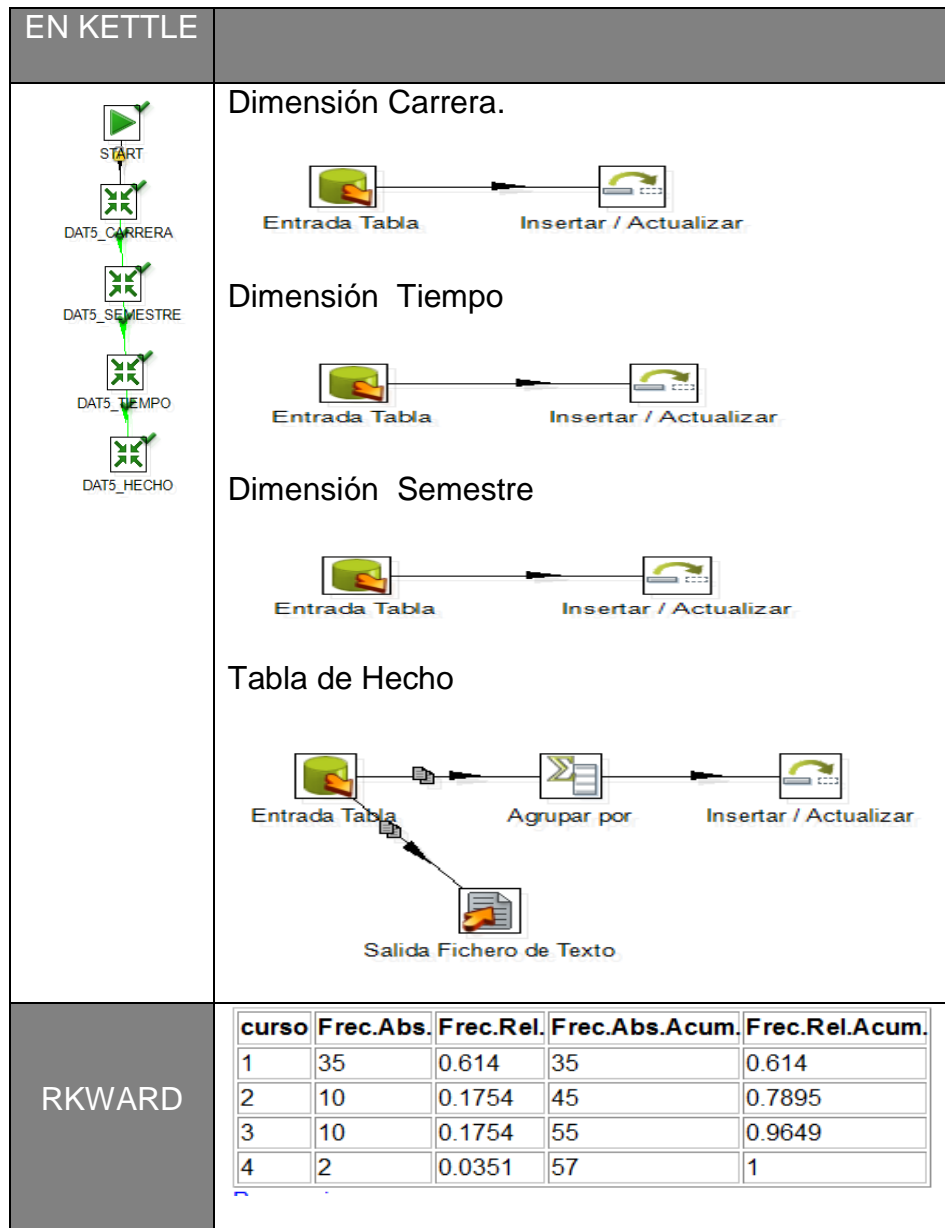 EN KETTLE
START
DAT5_CARRERA
DAT5_SEMESTRE
DAT5_TIEMPO
DAT5_HECHO
Dimensión Carrera.
Entrada Tabla Insertar / Actualizar
Dimensión Tiempo
Entrada Tabla Insertar / Actualizar
Dimensión Semestre
Entrada Tabla Insertar / Actualizar
Tabla de Hecho
Entrada Tabla Agrupar por Insertar / Actualizar
Salida Fichero de Texto
RKWARD
curso Frec.Abs. Frec.Rel. Frec.Abs.Acum. Frec.Rel.Acum.
1 35 0.614 35 0.614
2 10 0.1754 45 0.7895
3 10 0.1754 55 0.9649
4 2 0.0351 57 1